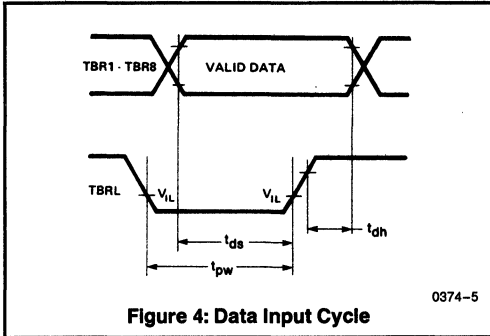 TBR1 - TBR8 VALID DATA
TBRL VIL VIL
tdh
tds
tpw
0374-5
Figure 4: Data Input Cycle